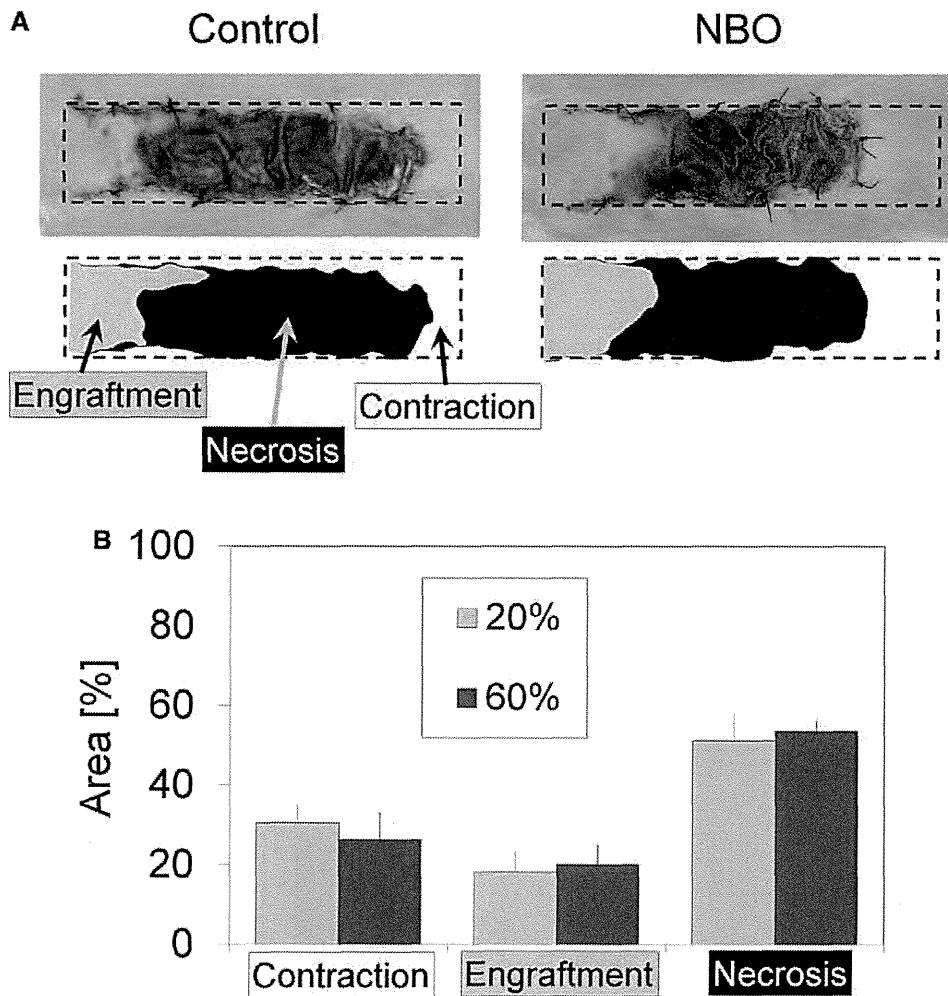 A
Control NBO
Engraftment
Contraction
Necrosis
B
100
80
60
40
20
0
Area [%]
20%
60%
Contraction Engraftment Necrosis